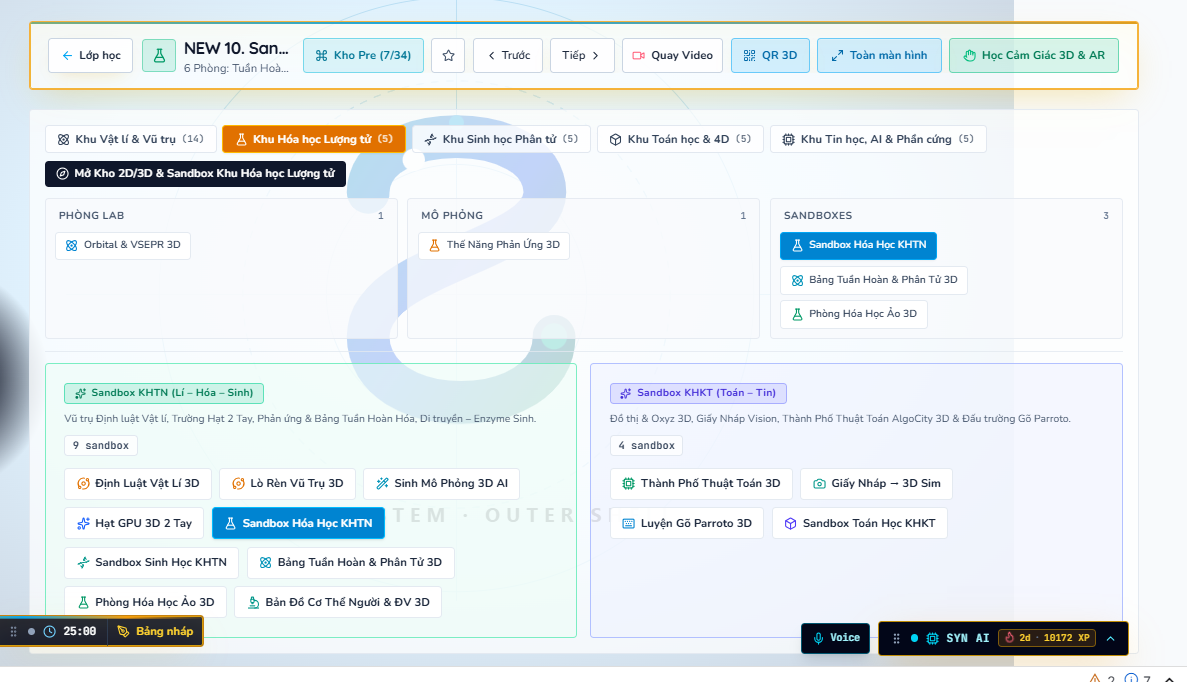 Lớp học
NEW 10. San...
6 Phòng: Tuần Hoà...
Kho Pre (7/34)
Trước
Tiếp
Quay Video
QR 3D
Toàn màn hình
Học Cảm Giác 3D & AR
Khu Vật lí & Vũ trụ (14)
Khu Hóa học Lượng tử (5)
Khu Sinh học Phân tử (5)
Khu Toán học & 4D (5)
Khu Tin học, AI & Phần cứng (5)
Mở Kho 2D/3D & Sandbox Khu Hóa học Lượng tử
PHÒNG LAB 1
Orbital & VSEPR 3D
MÔ PHỎNG 1
Thế Năng Phản Ứng 3D
SANDBOXES 3
Sandbox Hóa Học KHTN
Bảng Tuần Hoàn & Phân Tử 3D
Phòng Hóa Học Ảo 3D
Sandbox KHTN (Lí – Hóa – Sinh)
Vũ trụ Định luật Vật lí, Trường Hạt 2 Tay, Phản ứng & Bảng Tuần Hoàn Hóa, Di truyền – Enzyme Sinh.
9 sandbox
Định Luật Vật Lí 3D
Lò Rèn Vũ Trụ 3D
Sinh Mô Phỏng 3D AI
Hạt GPU 3D 2 Tay
Sandbox Hóa Học KHTN
Sandbox Sinh Học KHTN
Bảng Tuần Hoàn & Phân Tử 3D
Phòng Hóa Học Ảo 3D
Bản Đồ Cơ Thể Người & ĐV 3D
TEM · OUTER S
Sandbox KHKT (Toán – Tin)
Đồ thị & Oxyz 3D, Giấy Nháp Vision, Thành Phố Thuật Toán AlgoCity 3D & Đấu trường Gõ Parroto.
4 sandbox
Thành Phố Thuật Toán 3D
Giấy Nháp → 3D Sim
Luyện Gõ Parroto 3D
Sandbox Toán Học KHKT
25:00
Bảng nháp
Voice
SYN AI
2d · 10172 XP
2
7